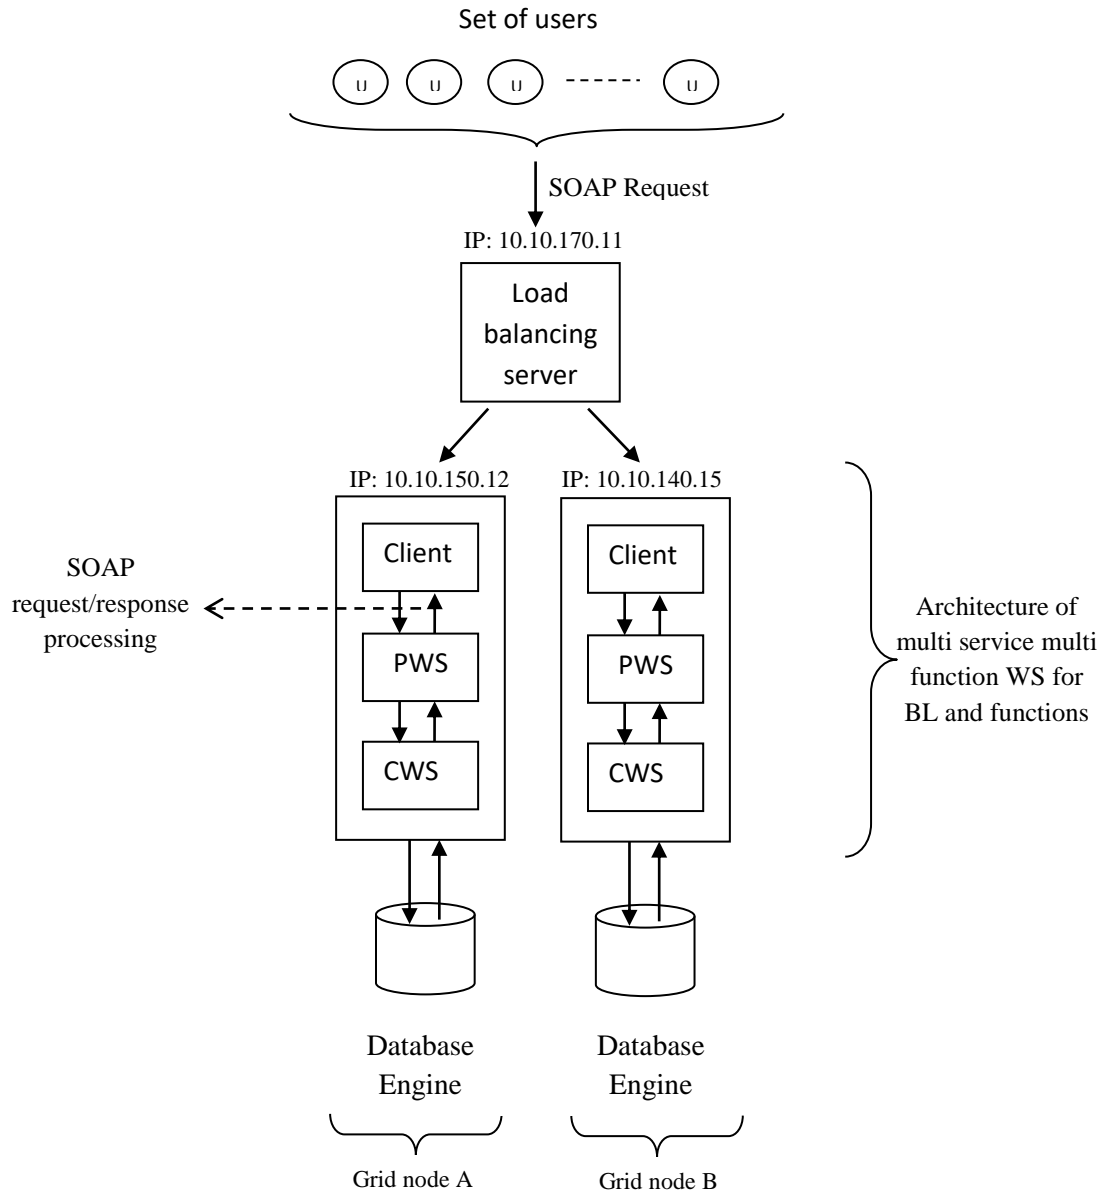 Set of users
SOAP Request
IP: 10.10.170.11
Load
balancing
server
IP: 10.10.150.12
IP: 10.10.140.15
Client
Client
SOAP
request/response
processing
PWS
PWS
CWS
CWS
Architecture of
multi service multi
function WS for
BL and functions
Database
Engine
Database
Engine
Grid node A
Grid node B